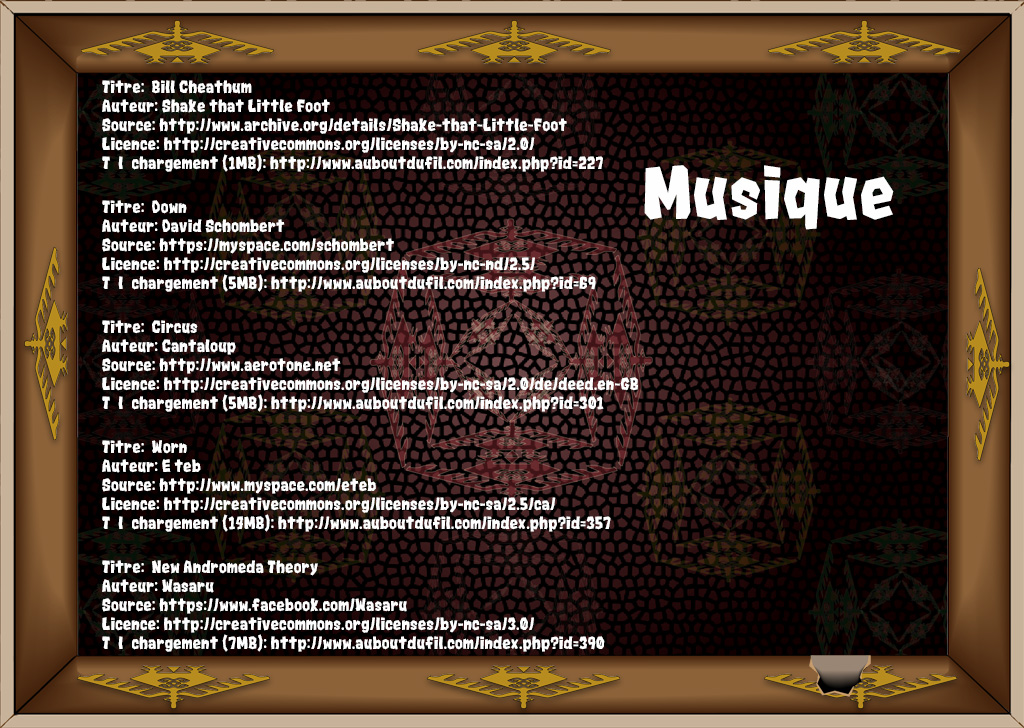 Titre: Bill Cheathum
Auteur: Shake that Little Foot
Source: http://www.archive.org/details/Shake-that-Little-Foot
Licence: http://creativecommons.org/licenses/by-nc-sa/2.0/
T l chargement (1MB): http://www.auboutdufil.com/index.php?id=227
Musique
Titre: Down
Auteur: David Schombert
Source: https://myspace.com/schombert
Licence: http://creativecommons.org/licenses/by-nc-nd/2.5/
T l chargement (5MB): http://www.auboutdufil.com/index.php?id=69
Titre: Circus
Auteur: Cantaloup
Source: http://www.aerotone.net
Licence: http://creativecommons.org/licenses/by-nc-sa/2.0/de/deed.en-GB
T l chargement (5MB): http://www.auboutdufil.com/index.php?id=301
Titre: Worn
Auteur: E teb
Source: http://www.myspace.com/eteb
Licence: http://creativecommons.org/licenses/by-nc-sa/2.5/ca/
T l chargement (19MB): http://www.auboutdufil.com/index.php?id=357
Titre: New Andromeda Theory
Auteur: Wasaru
Source: https://www.facebook.com/Wasaru
Licence: http://creativecommons.org/licenses/by-nc-sa/3.0/
T l chargement (7MB): http://www.auboutdufil.com/index.php?id=390